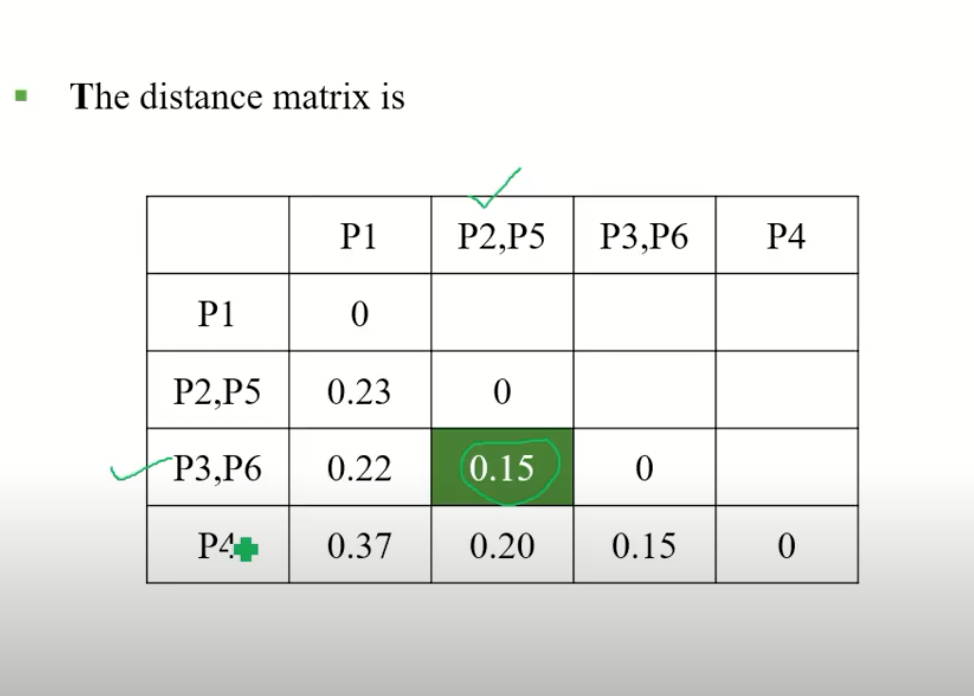 The distance matrix is
P1 P2,P5 P3,P6 P4
P1 0
P2,P5 0.23 0
P3,P6 0.22 0.15 0
P4 0.37 0.20 0.15 0